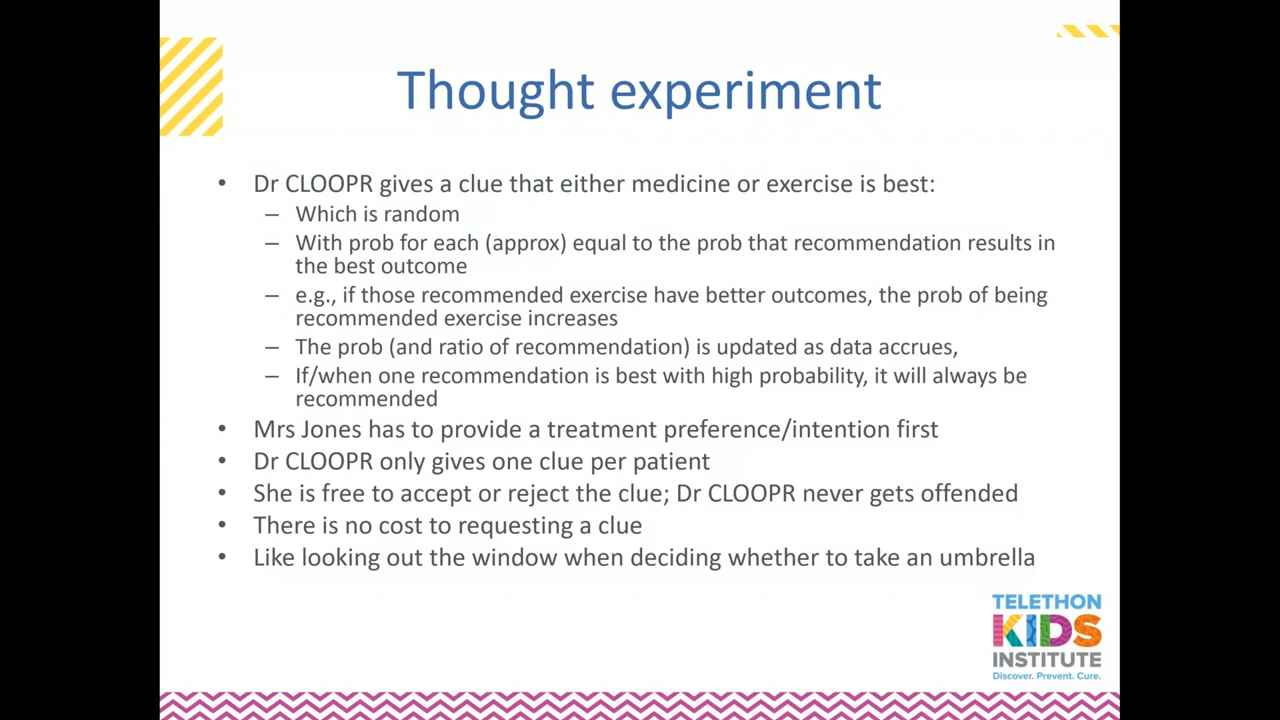 Thought experiment
• Dr CLOOPR gives a clue that either medicine or exercise is best:
– Which is random
– With prob for each (approx) equal to the prob that recommendation results in
the best outcome
– e.g., if those recommended exercise have better outcomes, the prob of being
recommended exercise increases
– The prob (and ratio of recommendation) is updated as data accrues,
– If/when one recommendation is best with high probability, it will always be
recommended
• Mrs Jones has to provide a treatment preference/intention first
• Dr CLOOPR only gives one clue per patient
• She is free to accept or reject the clue; Dr CLOOPR never gets offended
• There is no cost to requesting a clue
• Like looking out the window when deciding whether to take an umbrella
TELETHON
KIDS
INSTITUTE
Discover. Prevent. Cure.